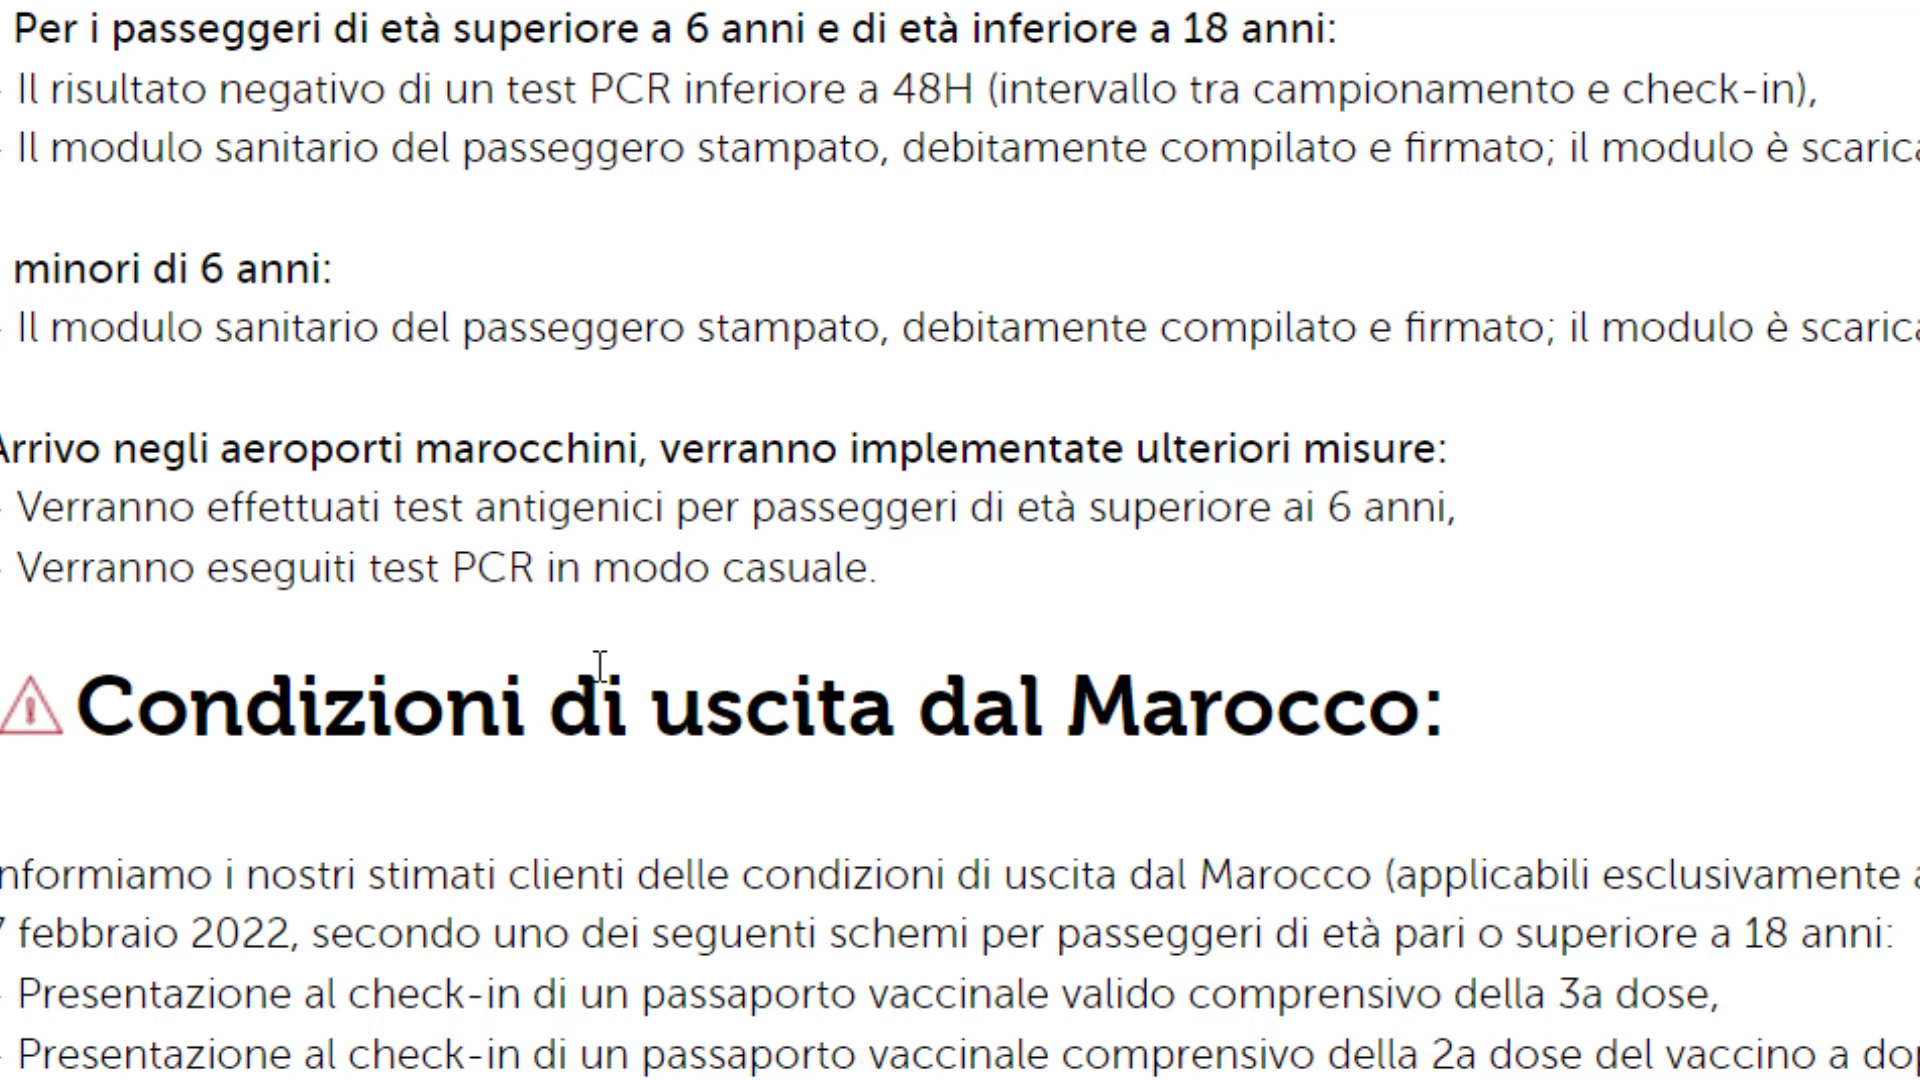 Per i passeggeri di età superiore a 6 anni e di età inferiore a 18 anni:
- Il risultato negativo di un test PCR inferiore a 48H (intervallo tra campionamento e check-in),
- Il modulo sanitario del passeggero stampato, debitamente compilato e firmato; il modulo è
minori di 6 anni:
- Il modulo sanitario del passeggero stampato, debitamente compilato e firmato; il modulo è
Arrivo negli aeroporti marocchini, verranno implementate ulteriori misure:
- Verranno effettuati test antigenici per passeggeri di età superiore ai 6 anni,
- Verranno eseguiti test PCR in modo casuale.
Condizioni di uscita dal Marocco:
nformiamo i nostri stimati clienti delle condizioni di uscita dal Marocco (applicabili esclusivamente
7 febbraio 2022, secondo uno dei seguenti schemi per passeggeri di età pari o superiore a 18 anni:
- Presentazione al check-in di un passaporto vaccinale valido comprensivo della 3a dose,
- Presentazione al check-in di un passaporto vaccinale comprensivo della 2a dose del vaccino a